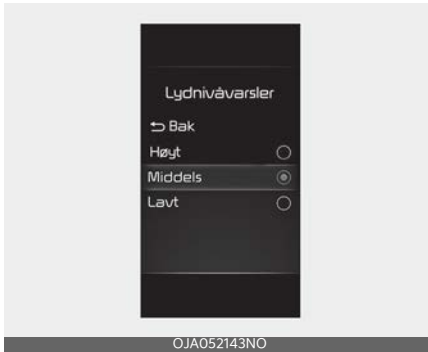 Lydnivåvarsler
Bak
Høyt
Middels
Lavt
OJA052143NO